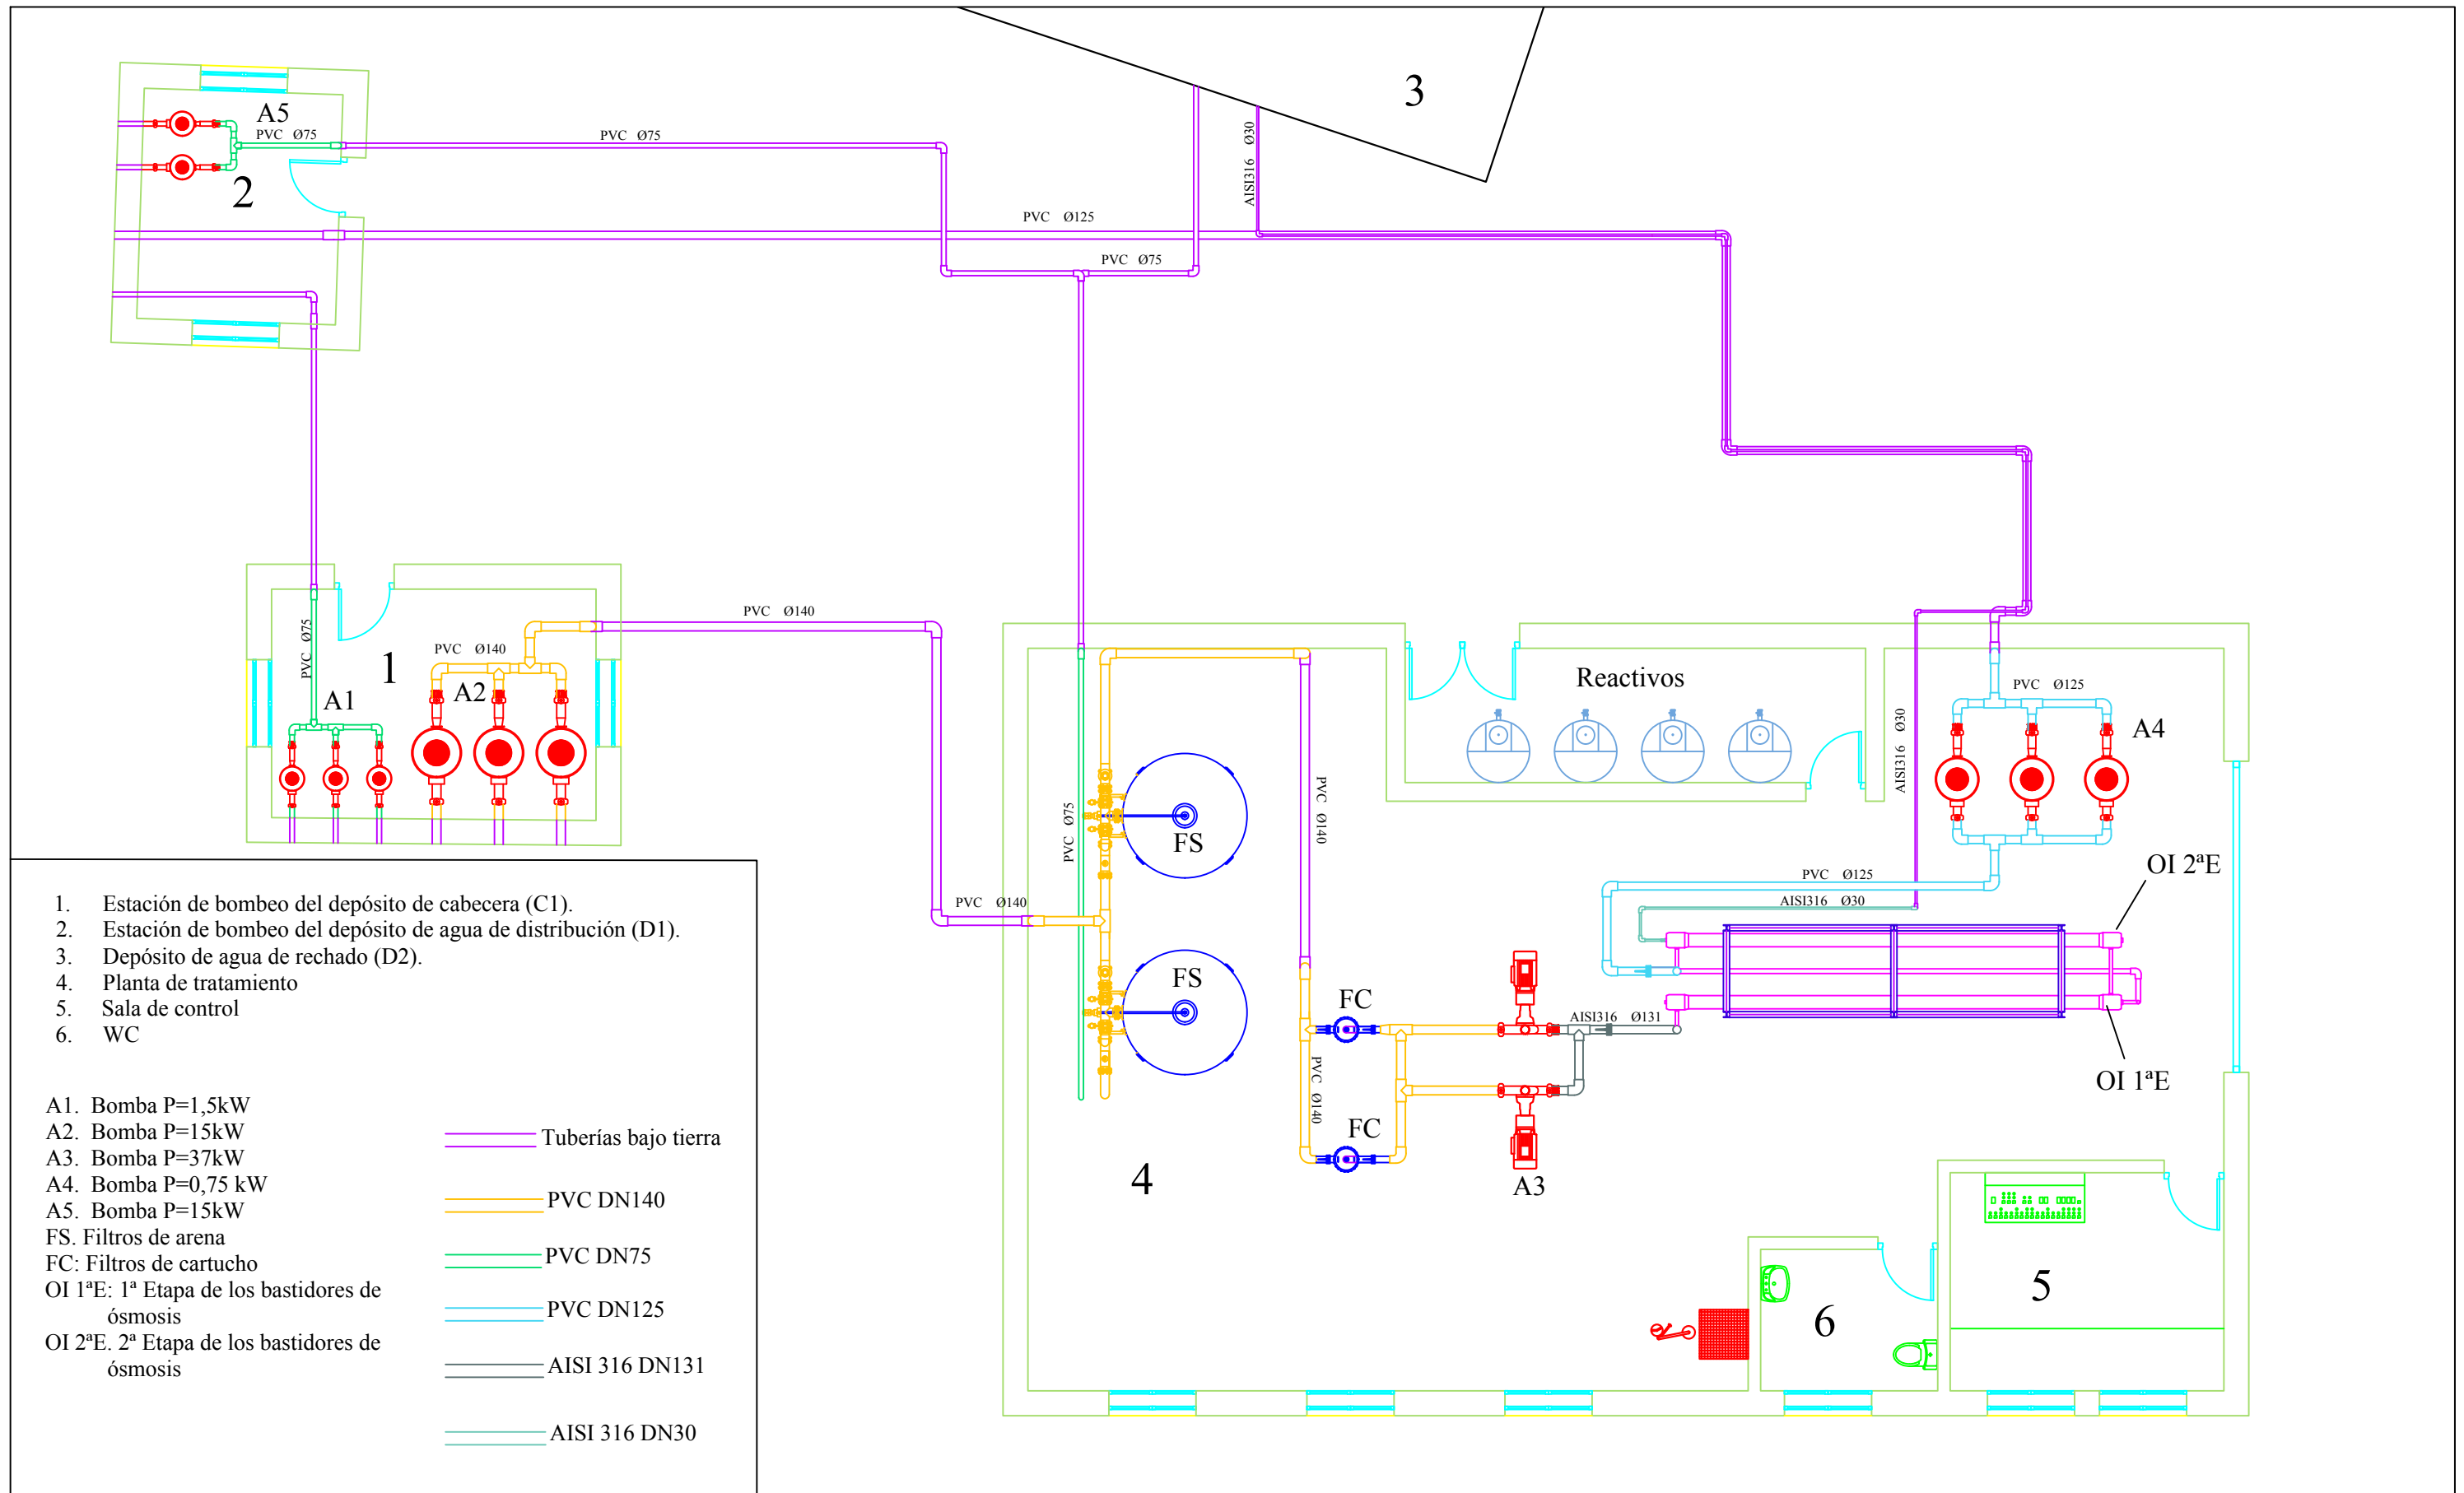 3
A5
PVC Ø75
PVC Ø75
AISI316 Ø30
2
PVC Ø125
PVC Ø75
PVC Ø140
PVC Ø75
PVC Ø140
1
A2
A1
Reactivos
PVC Ø125
AISI316 Ø30
A4
PVC Ø75
PVC Ø140
FS
OI 2ªE
PVC Ø125
AISI316 Ø30
PVC Ø140
FS
FC
AISI316 Ø131
PVC Ø140
OI 1ªE
FC
4
A3
5
6
1. Estación de bombeo del depósito de cabecera (C1).
2. Estación de bombeo del depósito de agua de distribución (D1).
3. Depósito de agua de rechado (D2).
4. Planta de tratamiento
5. Sala de control
6. WC
A1. Bomba P=1,5kW
A2. Bomba P=15kW
A3. Bomba P=37kW
A4. Bomba P=0,75 kW
A5. Bomba P=15kW
FS. Filtros de arena
FC: Filtros de cartucho
OI 1ªE: 1ª Etapa de los bastidores de
ósmosis
OI 2ªE. 2ª Etapa de los bastidores de
ósmosis
Tuberías bajo tierra
PVC DN140
PVC DN75
PVC DN125
AISI 316 DN131
AISI 316 DN30